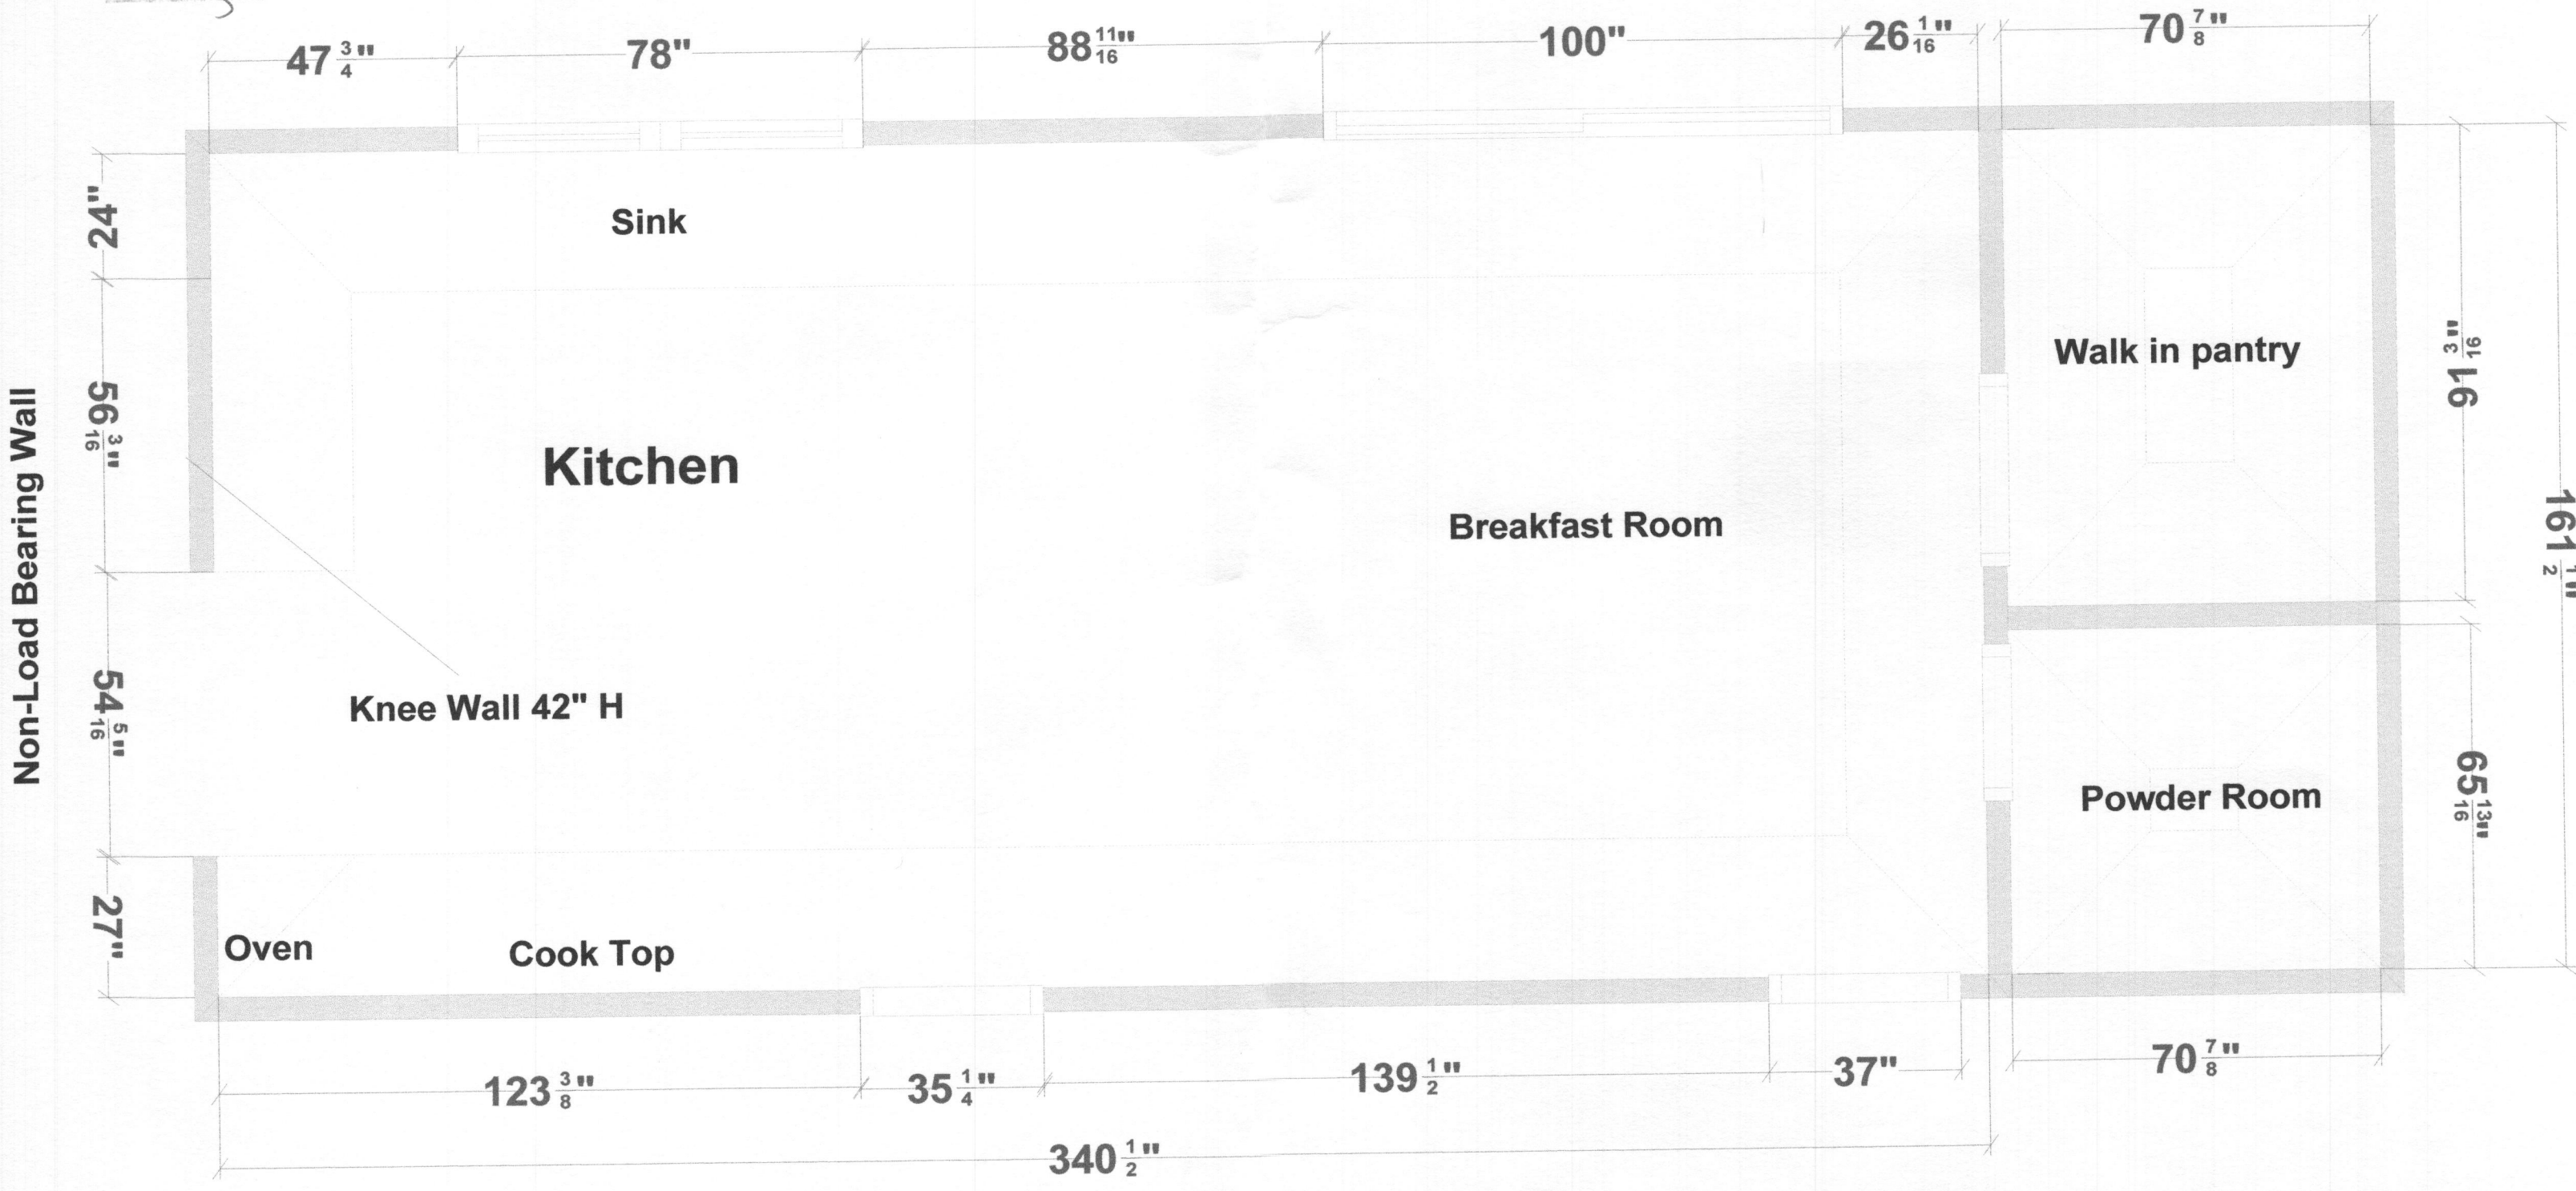 47 3/4"
78"
88 11/16"
100"
26 1/16"
70 7/8"
24"
56 3/16"
54 5/16"
27"
Non-Load Bearing Wall
Sink
Kitchen
Knee Wall 42" H
Oven
Cook Top
Breakfast Room
Walk in pantry
Powder Room
91 3/16"
161 1/2"
65 13/16"
123 3/8"
35 1/4"
139 1/2"
37"
70 7/8"
340 1/2"